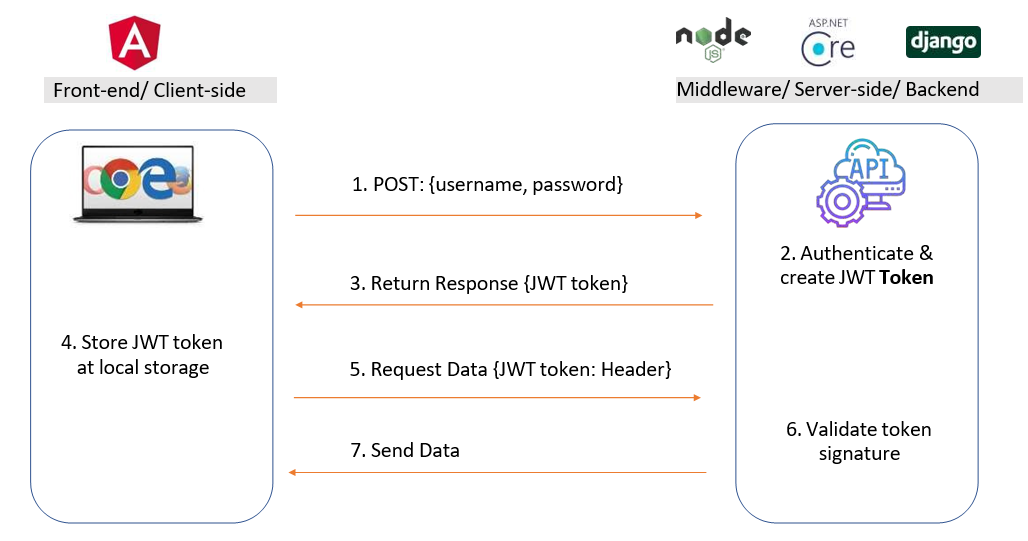 node
JS
ASP.NET
Core
django
Front-end/ Client-side
Middleware/ Server-side/ Backend
API
1. POST: {username, password}
2. Authenticate &
create JWT Token
3. Return Response {JWT token}
4. Store JWT token
at local storage
5. Request Data {JWT token: Header}
6. Validate token
signature
7. Send Data